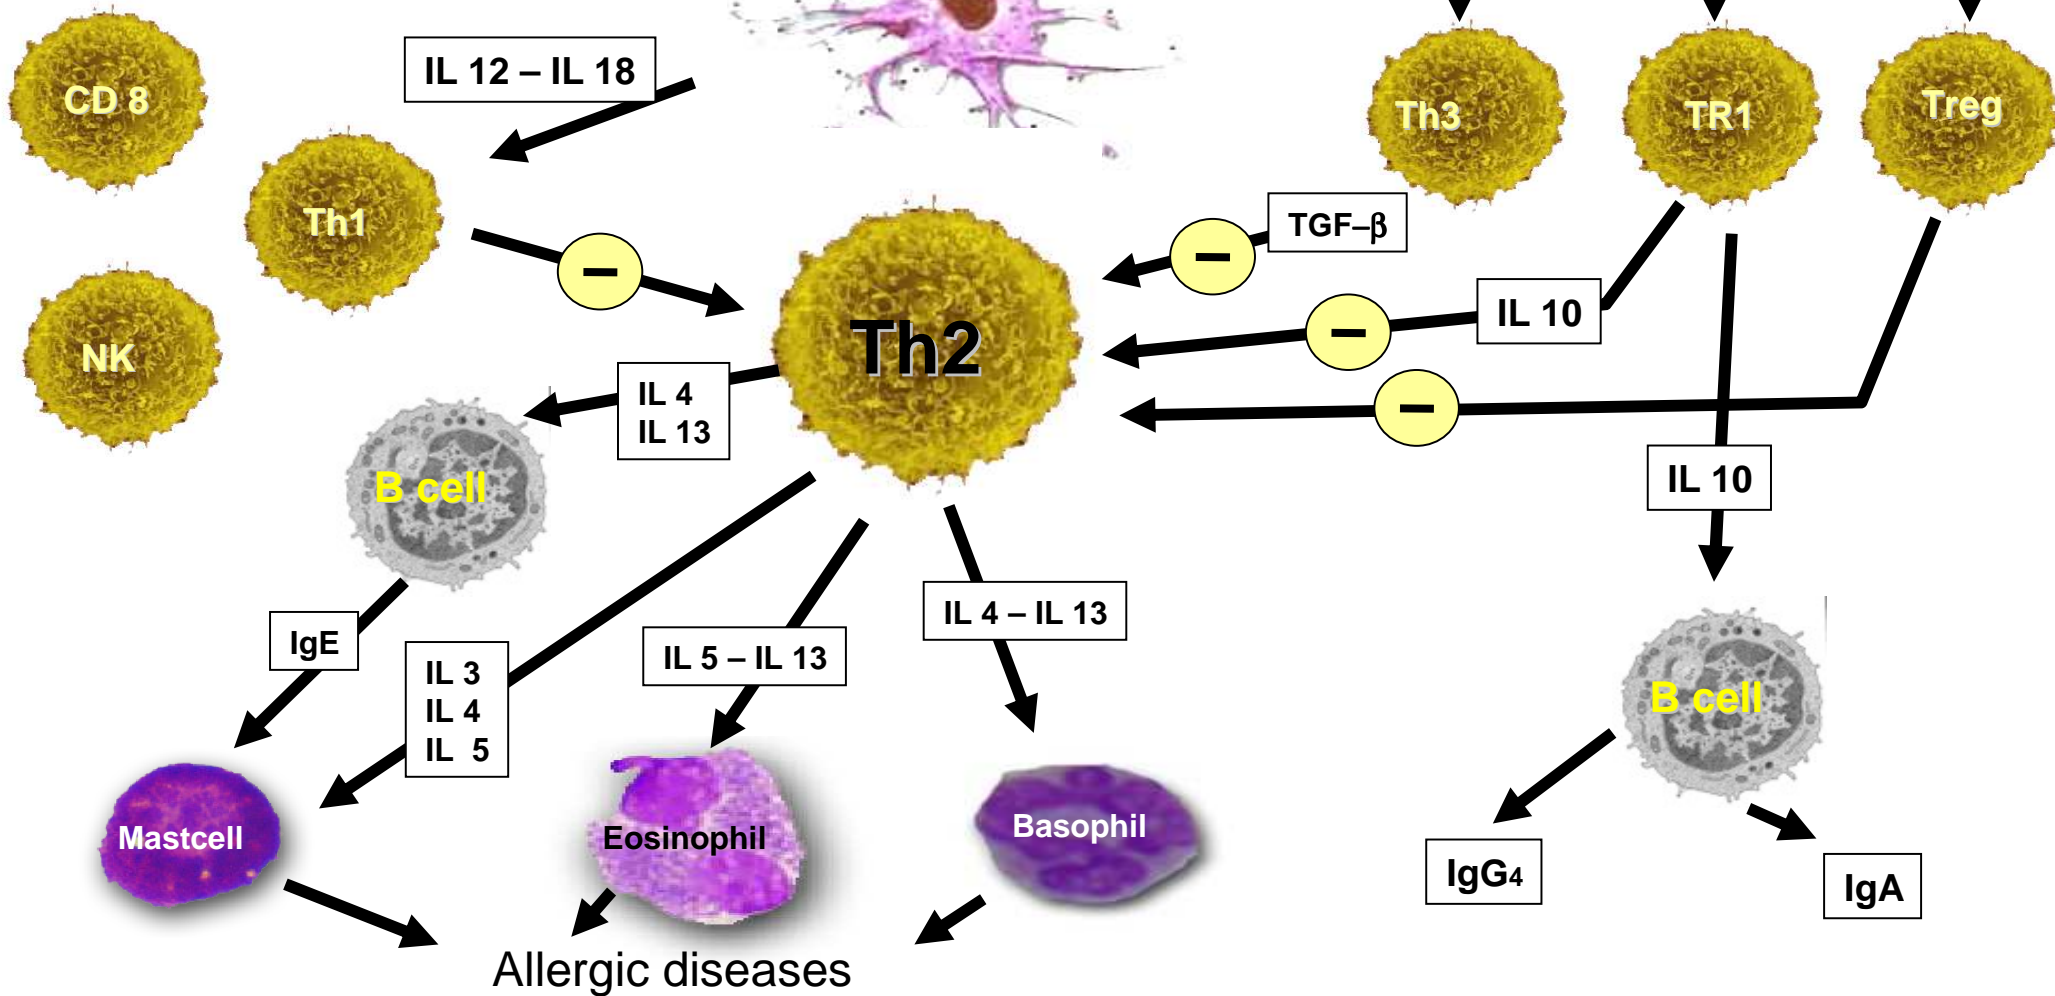 IL 12 – IL 18
CD 8
Th3
TR1
Treg
Th1
TGF–β
–
–
IL 10
–
Th2
NK
–
IL 4
IL 13
B cell
IL 10
IL 4 – IL 13
IgE
IL 5 – IL 13
IL 3
IL 4
IL 5
B cell
Mastcell
Eosinophil
Basophil
IgG4
IgA
Allergic diseases